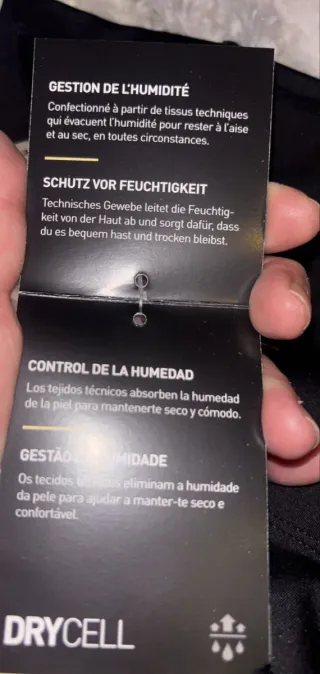 GESTION DE L'HUMIDITÉ
Confectionné à partir de tissus techniques
qui évacuent l'humidité pour rester à l'aise
et au sec, en toutes circonstances.
SCHUTZ VOR FEUCHTIGKEIT
Technisches Gewebe leitet die Feuchtig-
keit von der Haut ab und sorgt dafür, dass
du es bequem hast und trocken bleibst.
CONTROL DE LA HUMEDAD
Los tejidos técnicos absorben la humedad
de la piel para mantenerte seco y cómodo.
GESTÃO
Os tecidos eliminam a humidade
da pele para ajudar a manter-te seco e
confortável.
DRYCELL